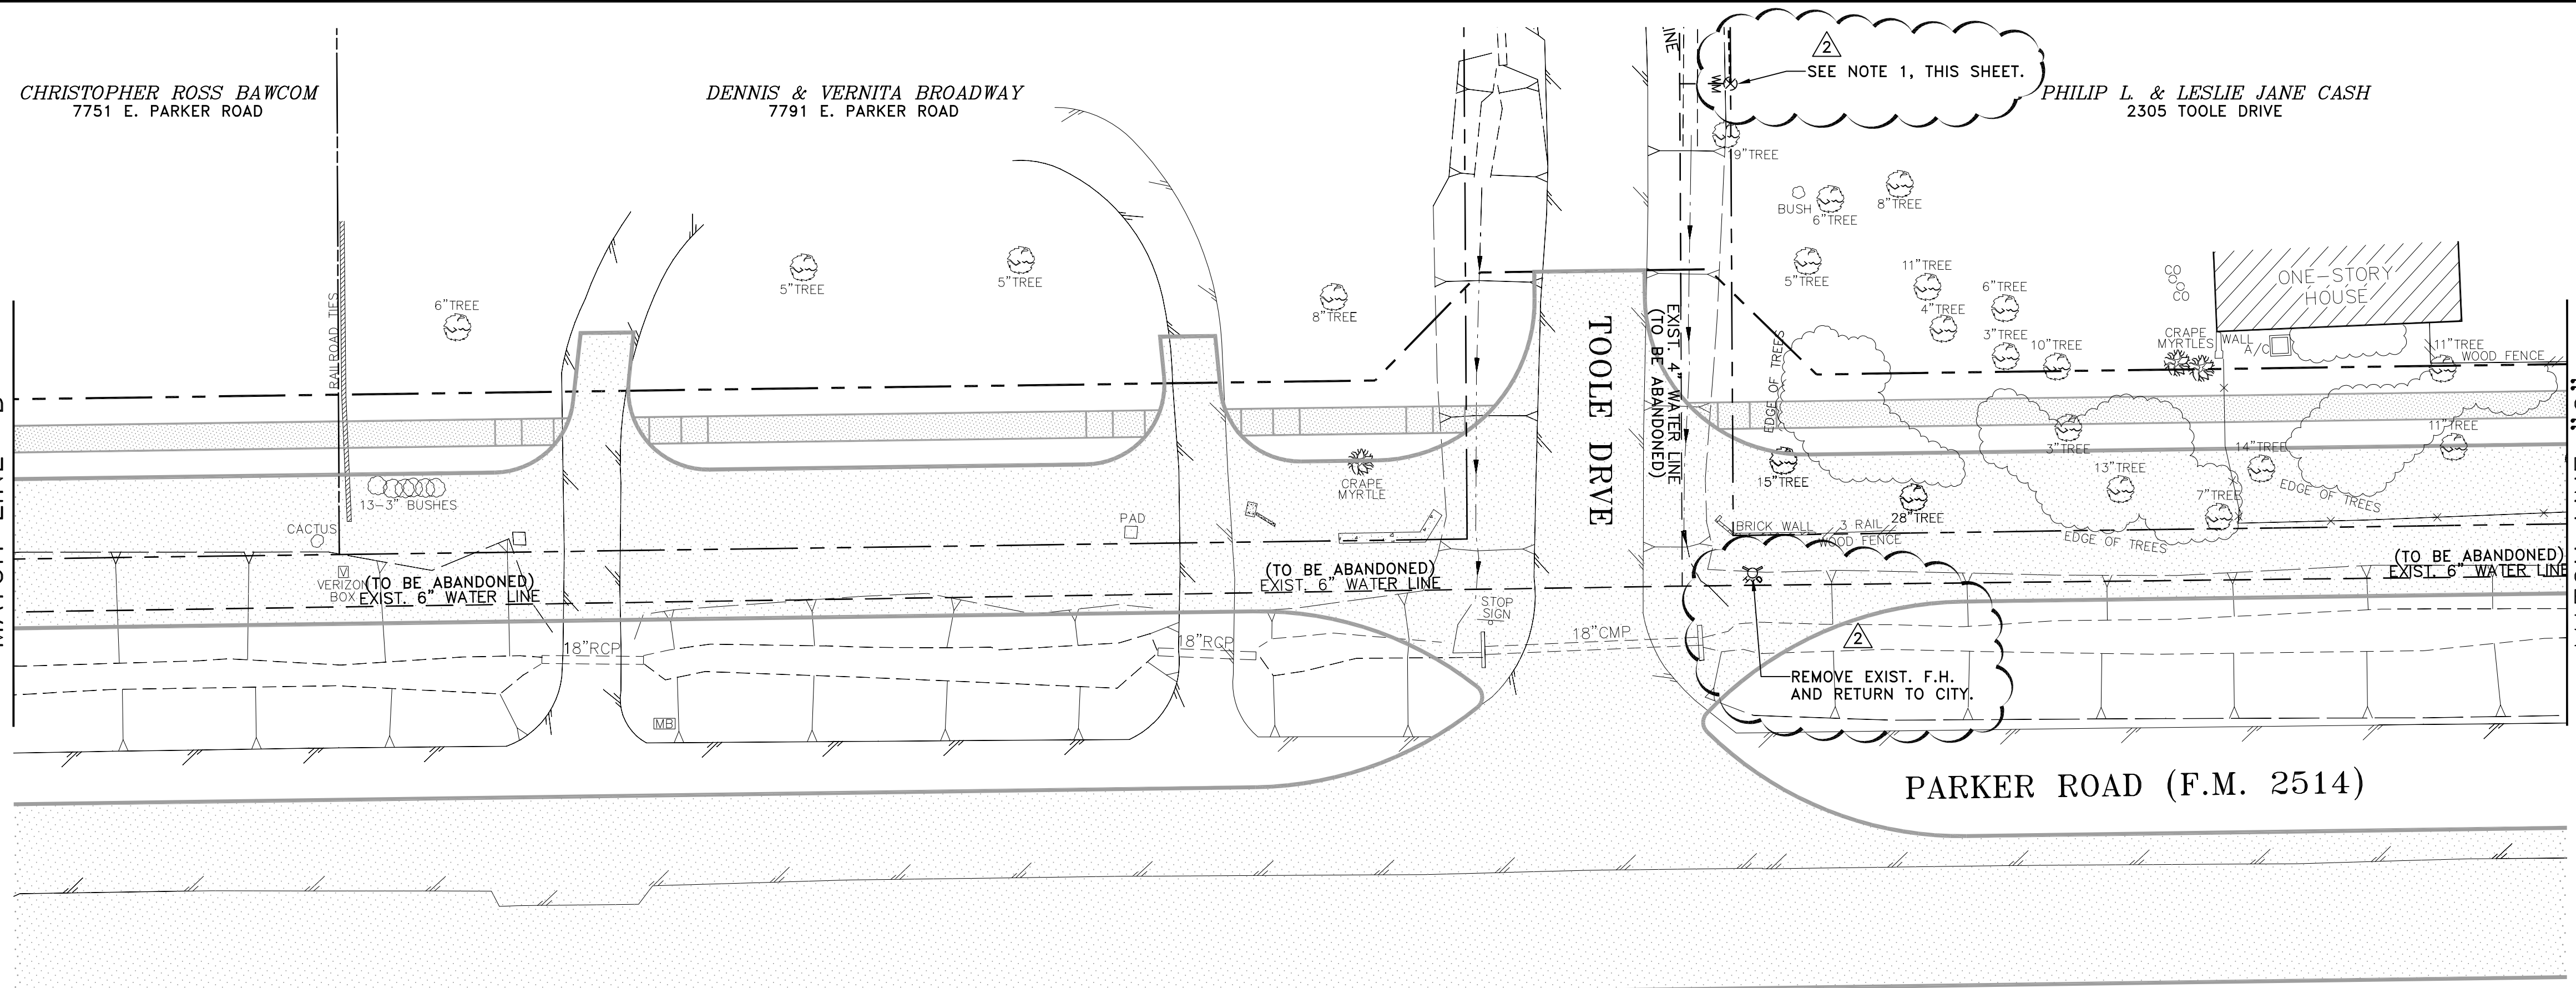 CHRISTOPHER ROSS BAWCOM
7751 E. PARKER ROAD
DENNIS & VERNITA BROADWAY
7791 E. PARKER ROAD
2
SEE NOTE 1, THIS SHEET.
PHILIP L. & LESLIE JANE CASH
2305 TOOLE DRIVE
19"TREE
BUSH
6"TREE
8"TREE
RAILROAD TIES
6"TREE
5"TREE
5"TREE
8"TREE
5"TREE
11"TREE
4"TREE
6"TREE
3"TREE
10"TREE
CO
CO
ONE-STORY
HOUSE
CRAPE
MYRTLES
WALL
A/C
11"TREE
WOOD FENCE
TOOLE DRVE
EXIST. 4" WATER LINE
(TO BE ABANDONED)
EDGE OF TREES
13-3" BUSHES
CACTUS
PAD
CRAPE
MYRTLE
15"TREE
28"TREE
3"TREE
13"TREE
7"TREE
14"TREE
11"TREE
EDGE OF TREES
EDGE OF TREES
BRICK WALL
3 RAIL
WOOD FENCE
V
VERIZON
BOX
(TO BE ABANDONED)
EXIST. 6" WATER LINE
(TO BE ABANDONED)
EXIST. 6" WATER LINE
(TO BE ABANDONED)
EXIST. 6" WATER LINE
STOP
SIGN
18"RCP
18"RCP
18"CMP
2
REMOVE EXIST. F.H.
AND RETURN TO CITY.
MB
PARKER ROAD (F.M. 2514)